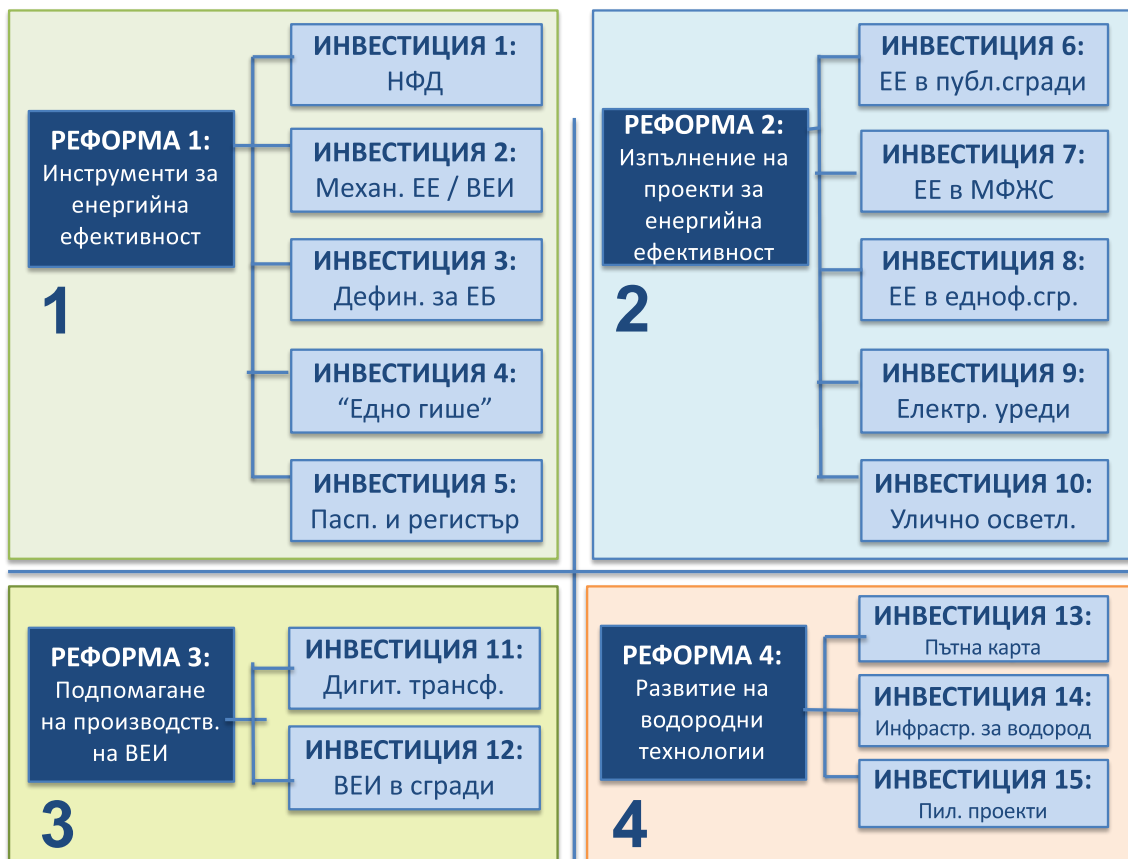 РЕФОРМА 1:
Инструменти за
енергийна
ефективност
1
ИНВЕСТИЦИЯ 1:
НФД
ИНВЕСТИЦИЯ 2:
Механ. ЕЕ / ВЕИ
ИНВЕСТИЦИЯ 3:
Дефин. за ЕБ
ИНВЕСТИЦИЯ 4:
“Едно гише”
ИНВЕСТИЦИЯ 5:
Пасп. и регистър
РЕФОРМА 2:
Изпълнение на
проекти за
енергийна
ефективност
2
ИНВЕСТИЦИЯ 6:
ЕЕ в публ.сгради
ИНВЕСТИЦИЯ 7:
ЕЕ в МФЖС
ИНВЕСТИЦИЯ 8:
ЕЕ в едноф.сгр.
ИНВЕСТИЦИЯ 9:
Електр. уреди
ИНВЕСТИЦИЯ 10:
Улично осветл.
РЕФОРМА 3:
Подпомагане
на производств.
на ВЕИ
3
ИНВЕСТИЦИЯ 11:
Дигит. трансф.
ИНВЕСТИЦИЯ 12:
ВЕИ в сгради
РЕФОРМА 4:
Развитие на
водородни
технологии
4
ИНВЕСТИЦИЯ 13:
Пътна карта
ИНВЕСТИЦИЯ 14:
Инфрастр. за водород
ИНВЕСТИЦИЯ 15:
Пил. проекти